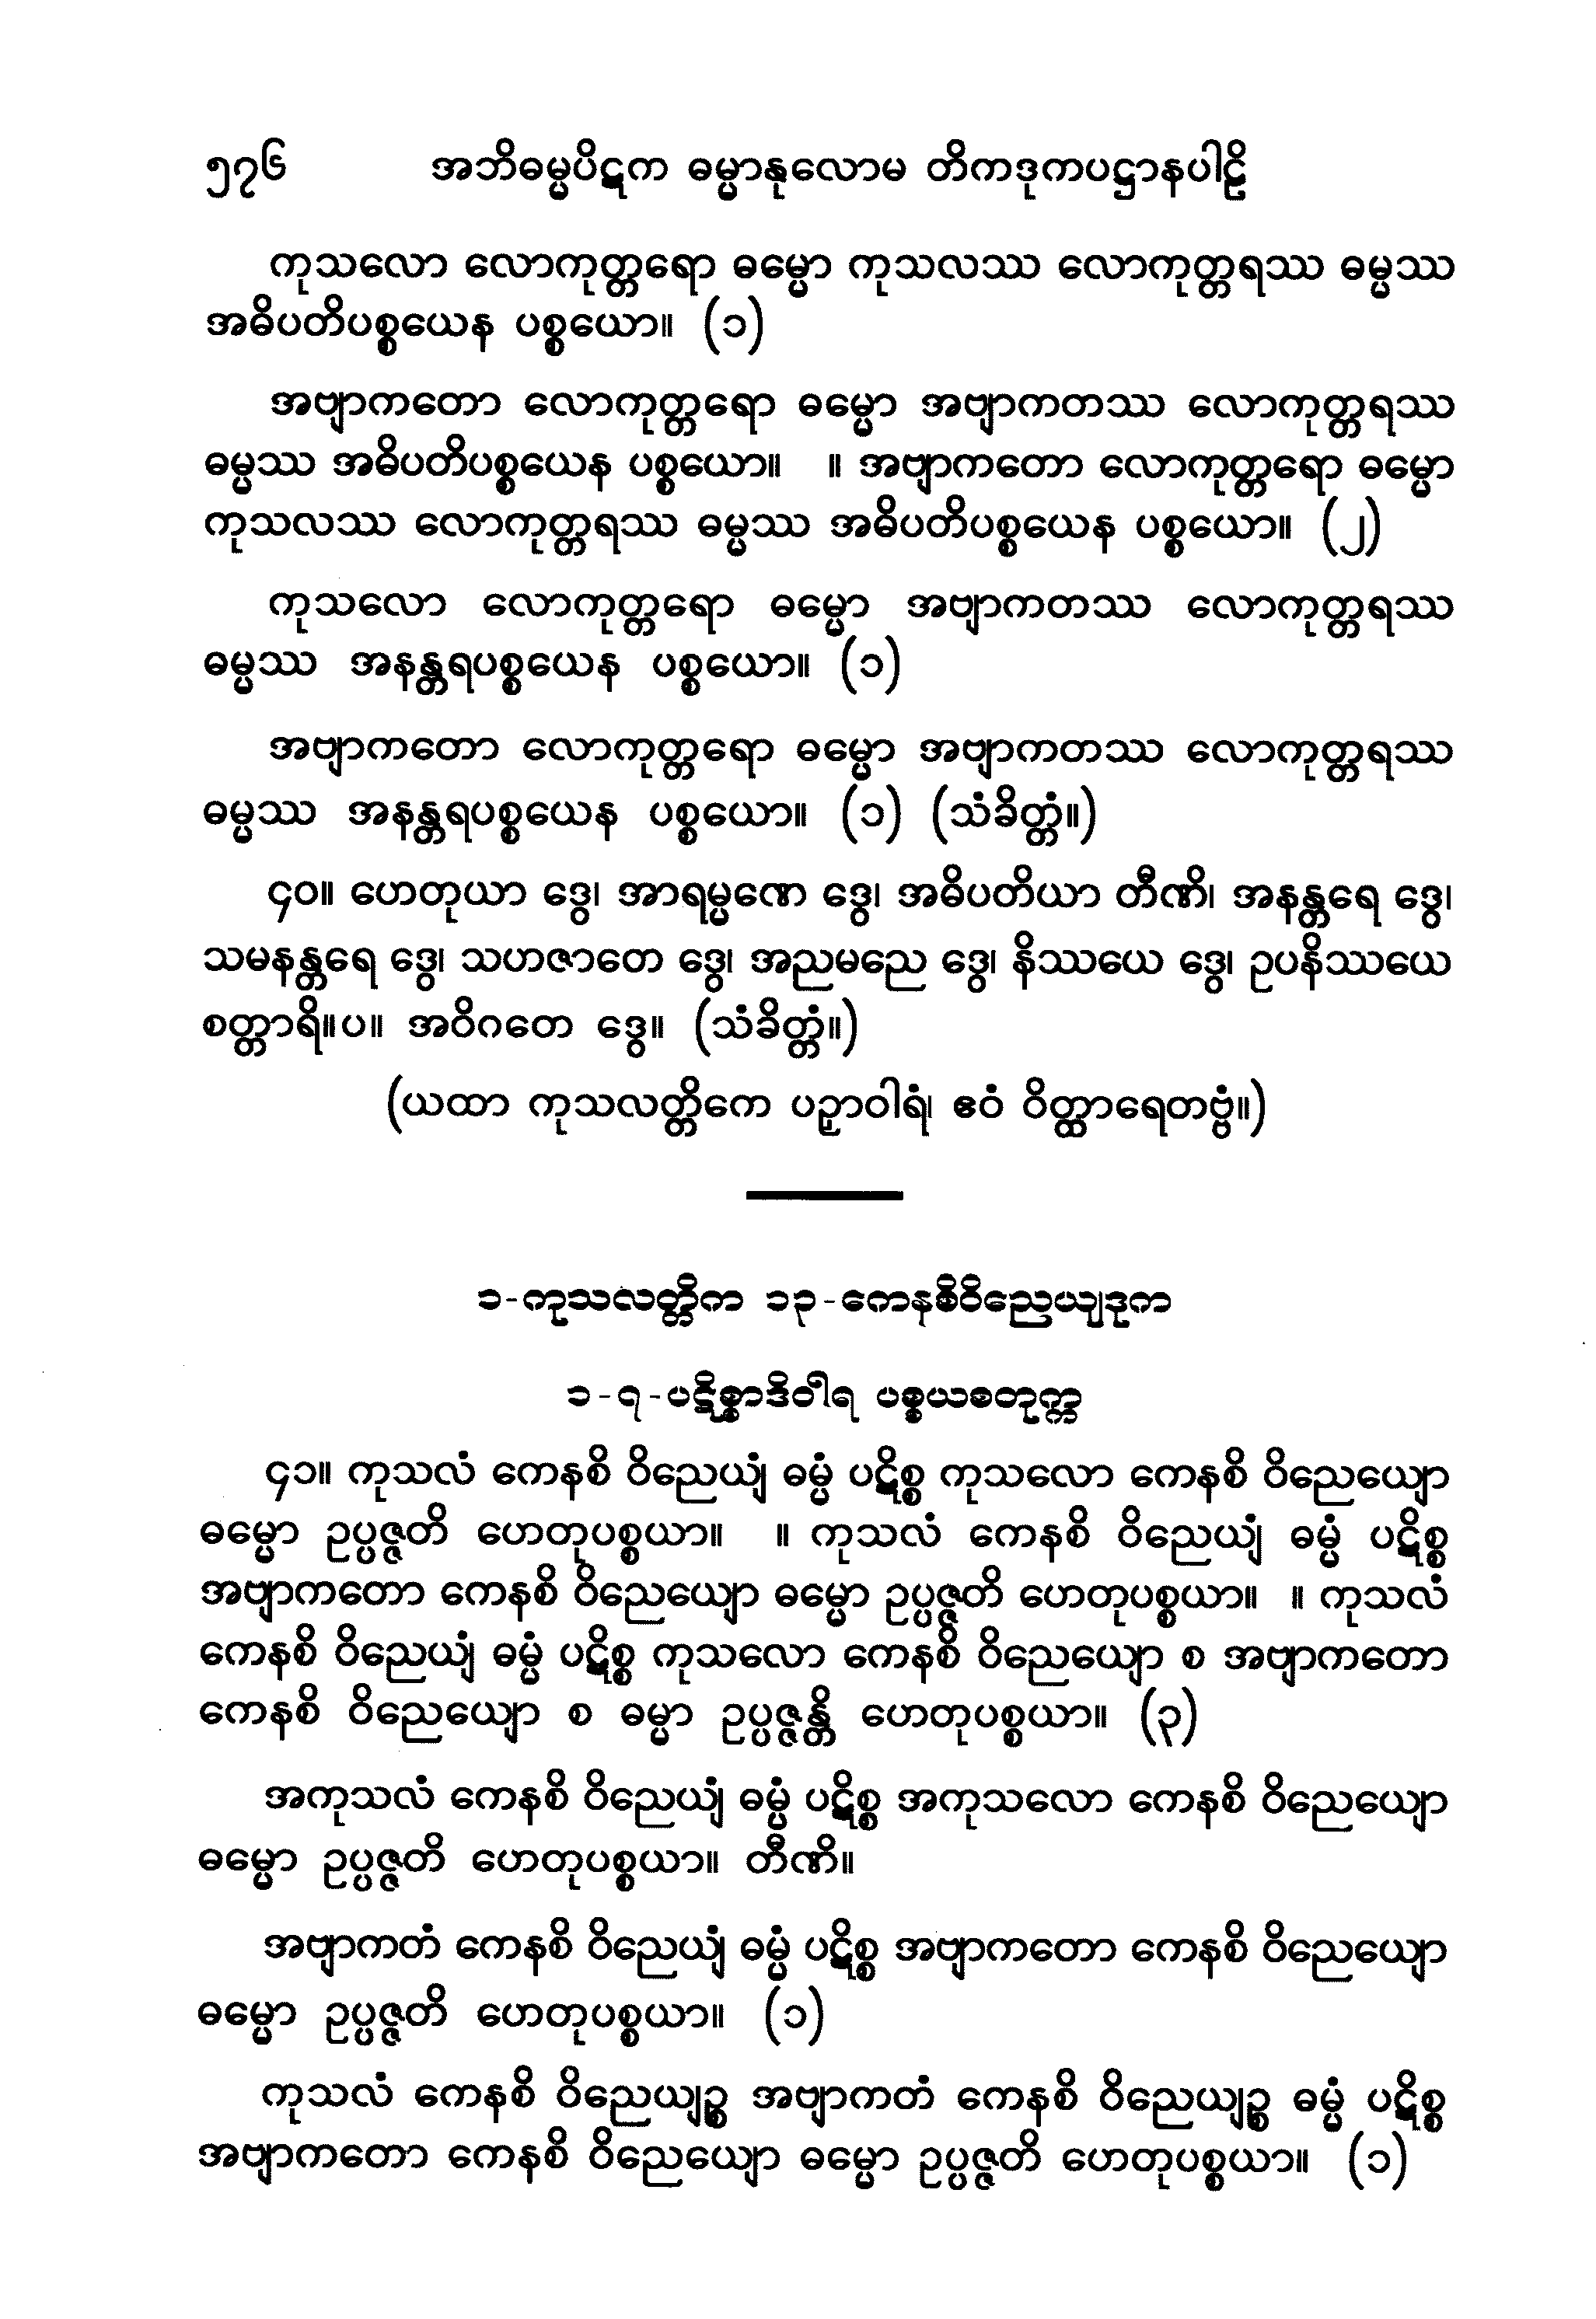 ၅၇၆ အဘိဓမ္မပိဋက ဓမ္မာနုလောမ တိကဒုကပဋ္ဌာနပါဠိ
ကုသလော လောကုတ္တရော ဓမ္မော ကုသလဿ လောကုတ္တရဿ ဓမ္မဿ
အဓိပတိပစ္စယေန ပစ္စယော။ (၁)
အဗျာကတော လောကုတ္တရော ဓမ္မော အဗျာကတဿ လောကုတ္တရဿ
ဓမ္မဿ အဓိပတိပစ္စယေန ပစ္စယော။ ။ အဗျာကတော လောကုတ္တရော ဓမ္မော
ကုသလဿ လောကုတ္တရဿ ဓမ္မဿ အဓိပတိပစ္စယေန ပစ္စယော။ (၂)
ကုသလော လောကုတ္တရော ဓမ္မော အဗျာကတဿ လောကုတ္တရဿ
ဓမ္မဿ အနန္တရပစ္စယေန ပစ္စယော။ (၁)
အဗျာကတော လောကုတ္တရော ဓမ္မော အဗျာကတဿ လောကုတ္တရဿ
ဓမ္မဿ အနန္တရပစ္စယေန ပစ္စယော။ (၁) (သံခိတ္တံ။)
၄၀။ ဟေတုယာ ဒွေ၊ အာရမ္မဏေ ဒွေ၊ အဓိပတိယာ တီဏိ၊ အနန္တရေ ဒွေ၊
သမနန္တရေ ဒွေ၊ သဟဇာတေ ဒွေ၊ အညမညေ ဒွေ၊ နိဿယေ ဒွေ၊ ဥပနိဿယေ
စတ္တာရိ။ပ။ အဝိဂတေ ဒွေ။ (သံခိတ္တံ။)
(ယထာ ကုသလတ္တိကေ ပဉှာဝါရံ၊ ဧဝံ ဝိတ္ထာရေတဗ္ဗံ။)
၁-ကုသလတ္တိက ၁၃-ကေနစိဝိညေယျဒုက
၁-၇-ပဋိစ္စာဒိဝါရ ပစ္စယစတုက္က
၄၁။ ကုသလံ ကေနစိ ဝိညေယျံ ဓမ္မံ ပဋိစ္စ ကုသလော ကေနစိ ဝိညေယျော
ဓမ္မော ဥပ္ပဇ္ဇတိ ဟေတုပစ္စယာ။ ။ ကုသလံ ကေနစိ ဝိညေယျံ ဓမ္မံ ပဋိစ္စ
အဗျာကတော ကေနစိ ဝိညေယျော ဓမ္မော ဥပ္ပဇ္ဇတိ ဟေတုပစ္စယာ။ ။ ကုသလံ
ကေနစိ ဝိညေယျံ ဓမ္မံ ပဋိစ္စ ကုသလော ကေနစိ ဝိညေယျော စ အဗျာကတော
ကေနစိ ဝိညေယျော စ ဓမ္မာ ဥပ္ပဇ္ဇန္တိ ဟေတုပစ္စယာ။ (၃)
အကုသလံ ကေနစိ ဝိညေယျံ ဓမ္မံ ပဋိစ္စ အကုသလော ကေနစိ ဝိညေယျော
ဓမ္မော ဥပ္ပဇ္ဇတိ ဟေတုပစ္စယာ။ တီဏိ။
အဗျာကတံ ကေနစိ ဝိညေယျံ ဓမ္မံ ပဋိစ္စ အဗျာကတော ကေနစိ ဝိညေယျော
ဓမ္မော ဥပ္ပဇ္ဇတိ ဟေတုပစ္စယာ။ (၁)
ကုသလံ ကေနစိ ဝိညေယျဉ္စ အဗျာကတံ ကေနစိ ဝိညေယျဉ္စ ဓမ္မံ ပဋိစ္စ
အဗျာကတော ကေနစိ ဝိညေယျော ဓမ္မော ဥပ္ပဇ္ဇတိ ဟေတုပစ္စယာ။ (၁)